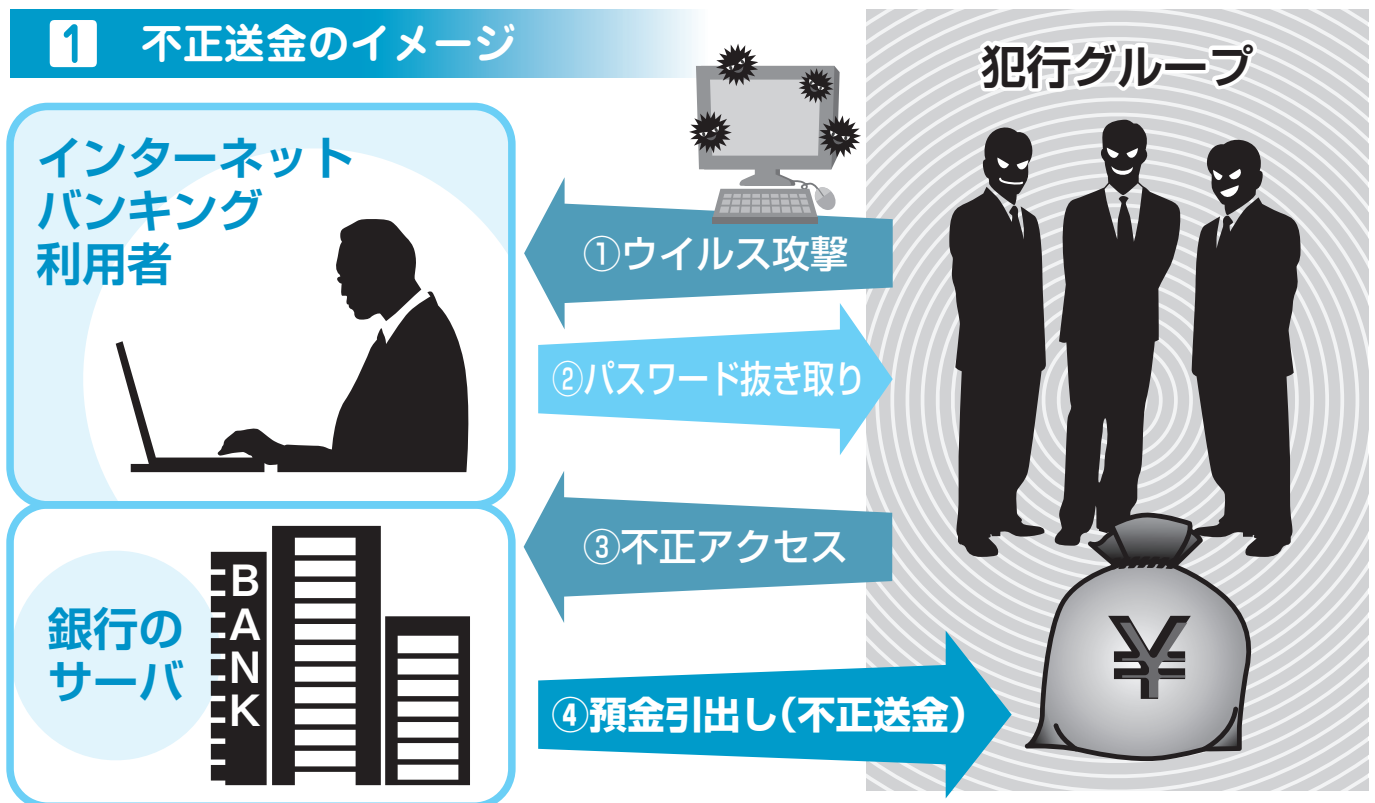 1 不正送金のイメージ
犯行グループ
インターネット
バンキング
利用者
①ウイルス攻撃
②パスワード抜き取り
③不正アクセス
銀行の
サーバ
BANK
④預金引出し(不正送金)
¥